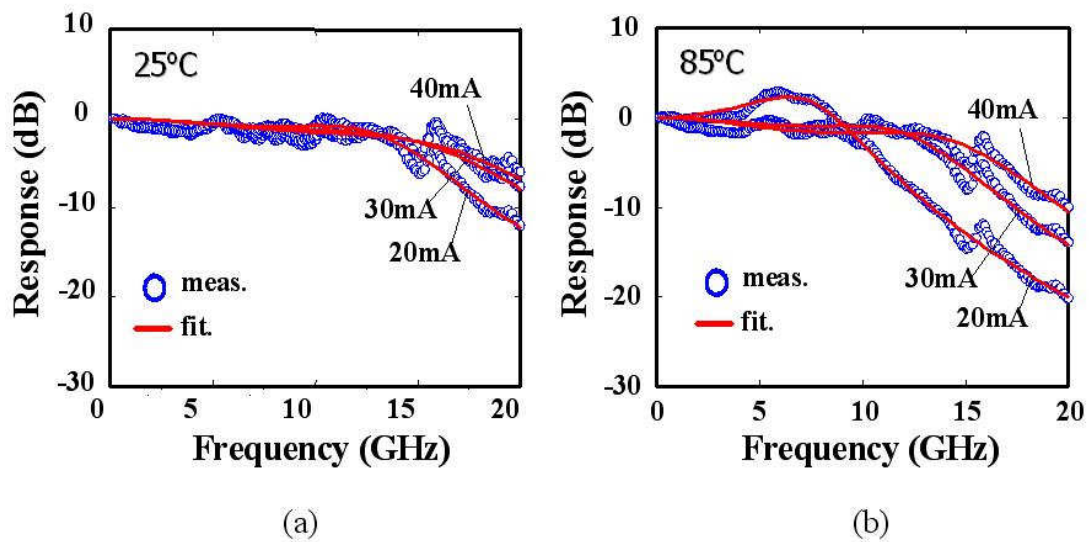 10
0
-10
-20
-30
Response (dB)
25°C
40mA
30mA
20mA
meas.
fit.
0 5 10 15 20
Frequency (GHz)
(a)
10
0
-10
-20
-30
Response (dB)
85°C
40mA
30mA
20mA
meas.
fit.
0 5 10 15 20
Frequency (GHz)
(b)